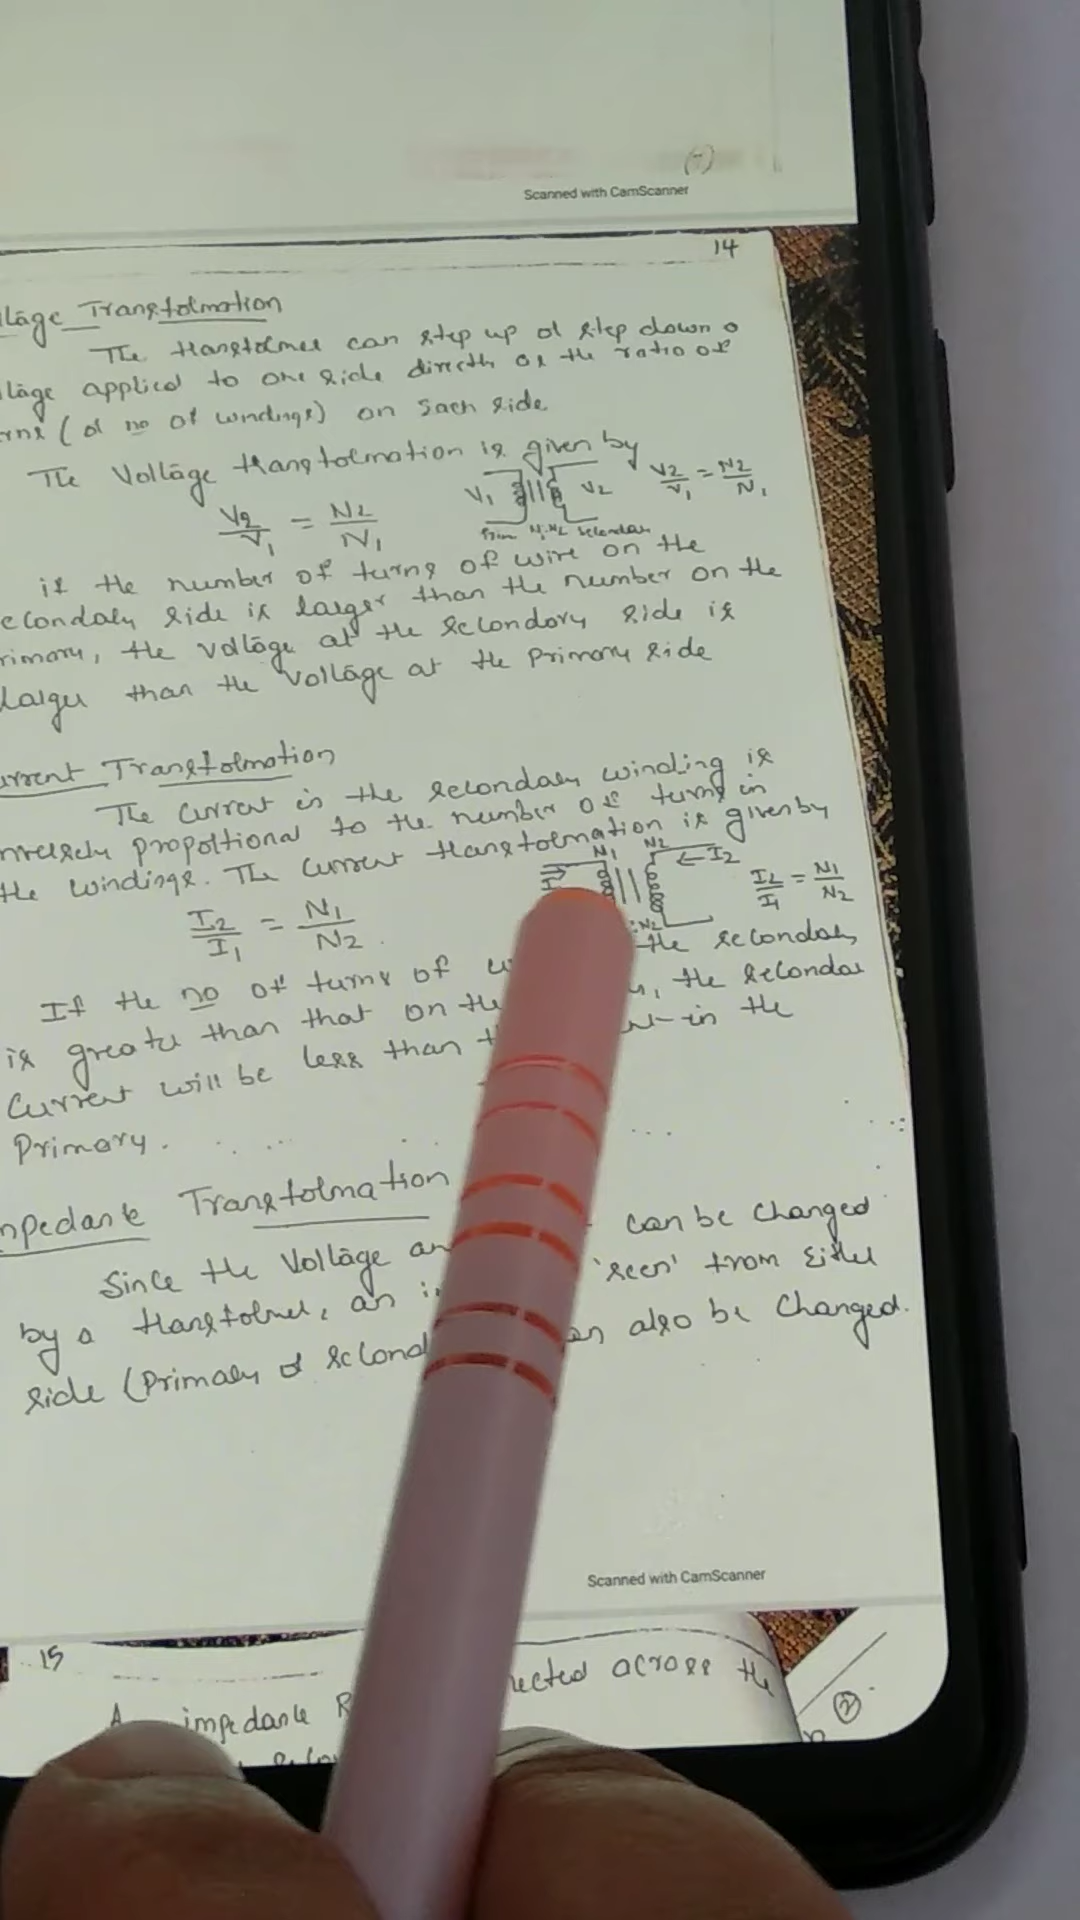 (7)
Scanned with CamScanner
14
Transformation
The transformer can step up or step down a
applied to one side directly or the ratio of
(or no of windings) on Each side
The Voltage transformation is given by
V2/V1 = N2/N1
V1 V2 V2/V1 = N2/N1
N1:N2 Secondary
if the number of turns of wire on the
secondary side is larger than the number on the
primary, the voltage at the secondary side is
larger than the voltage at the primary side
Current Transformation
The current in the secondary winding is
inversely proportional to the number of turns in
the windings. The current transformation is given by
N1 N2
I2
I2/I1 = N1/N2
I2/I1 = N1/N2.
:N2
If the no of turns of the secondary
is greater than that on the the secondar
Current will be less than in the
Primary.
Impedance Transformation
Since the Voltage can be changed
by a transformer, an 'seen' from Either
side (Primary or also be changed.
Scanned with CamScanner
15
impedance across the
2